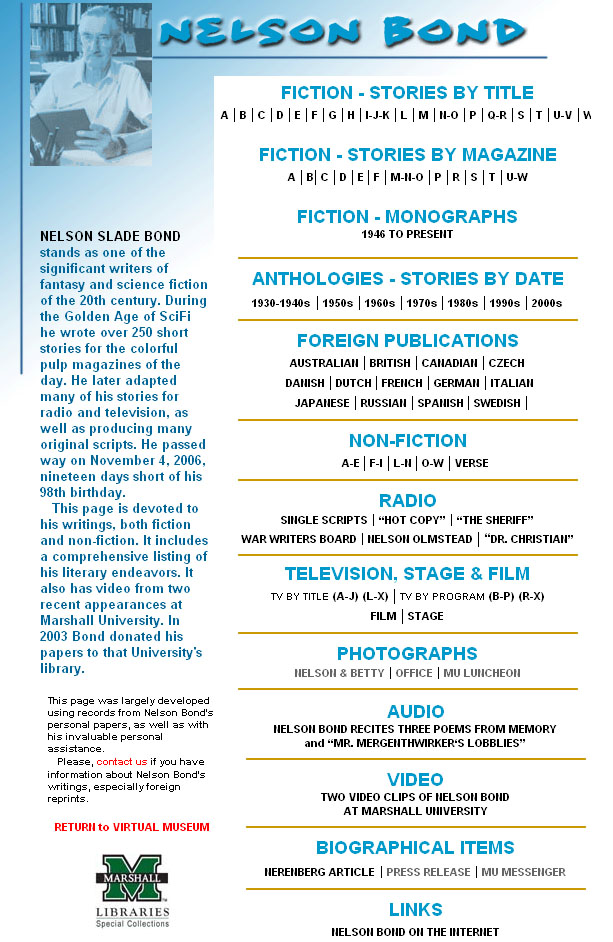 NELSON BOND
FICTION - STORIES BY TITLE
A | B | C | D | E | F | G | H | I-J-K | L | M | N-O | P | Q-R | S | T | U-V | W
FICTION - STORIES BY MAGAZINE
A | B | C | D | E | F | M-N-O | P | R | S | T | U-W
FICTION - MONOGRAPHS
1946 TO PRESENT
ANTHOLOGIES - STORIES BY DATE
1930-1940s | 1950s | 1960s | 1970s | 1980s | 1990s | 2000s
FOREIGN PUBLICATIONS
AUSTRALIAN | BRITISH | CANADIAN | CZECH
DANISH | DUTCH | FRENCH | GERMAN | ITALIAN
JAPANESE | RUSSIAN | SPANISH | SWEDISH |
NON-FICTION
A-E | F-I | L-N | O-W | VERSE
RADIO
SINGLE SCRIPTS | “HOT COPY” | “THE SHERIFF”
WAR WRITERS BOARD | NELSON OLMSTEAD | “DR. CHRISTIAN”
TELEVISION, STAGE & FILM
TV BY TITLE (A-J) (L-X) | TV BY PROGRAM (B-P) (R-X)
FILM | STAGE
PHOTOGRAPHS
NELSON & BETTY | OFFICE | MU LUNCHEON
AUDIO
NELSON BOND RECITES THREE POEMS FROM MEMORY
and “MR. MERGENTHWIRKER'S LOBBLIES”
VIDEO
TWO VIDEO CLIPS OF NELSON BOND
AT MARSHALL UNIVERSITY
BIOGRAPHICAL ITEMS
NERENBERG ARTICLE | PRESS RELEASE | MU MESSENGER
LINKS
NELSON BOND ON THE INTERNET
NELSON SLADE BOND
stands as one of the
significant writers of
fantasy and science fiction
of the 20th century. During
the Golden Age of SciFi
he wrote over 250 short
stories for the colorful
pulp magazines of the
day. He later adapted
many of his stories for
radio and television, as
well as producing many
original scripts. He passed
way on November 4, 2006,
nineteen days short of his
98th birthday.
This page is devoted to
his writings, both fiction
and non-fiction. It includes
a comprehensive listing of
his literary endeavors. It
also has video from two
recent appearances at
Marshall University. In
2003 Bond donated his
papers to that University's
library.
This page was largely developed
using records from Nelson Bond's
personal papers, as well as with
his invaluable personal
assistance.
Please, contact us if you have
information about Nelson Bond's
writings, especially foreign
reprints.
RETURN to VIRTUAL MUSEUM
M
MARSHALL
LIBRARIES
Special Collections